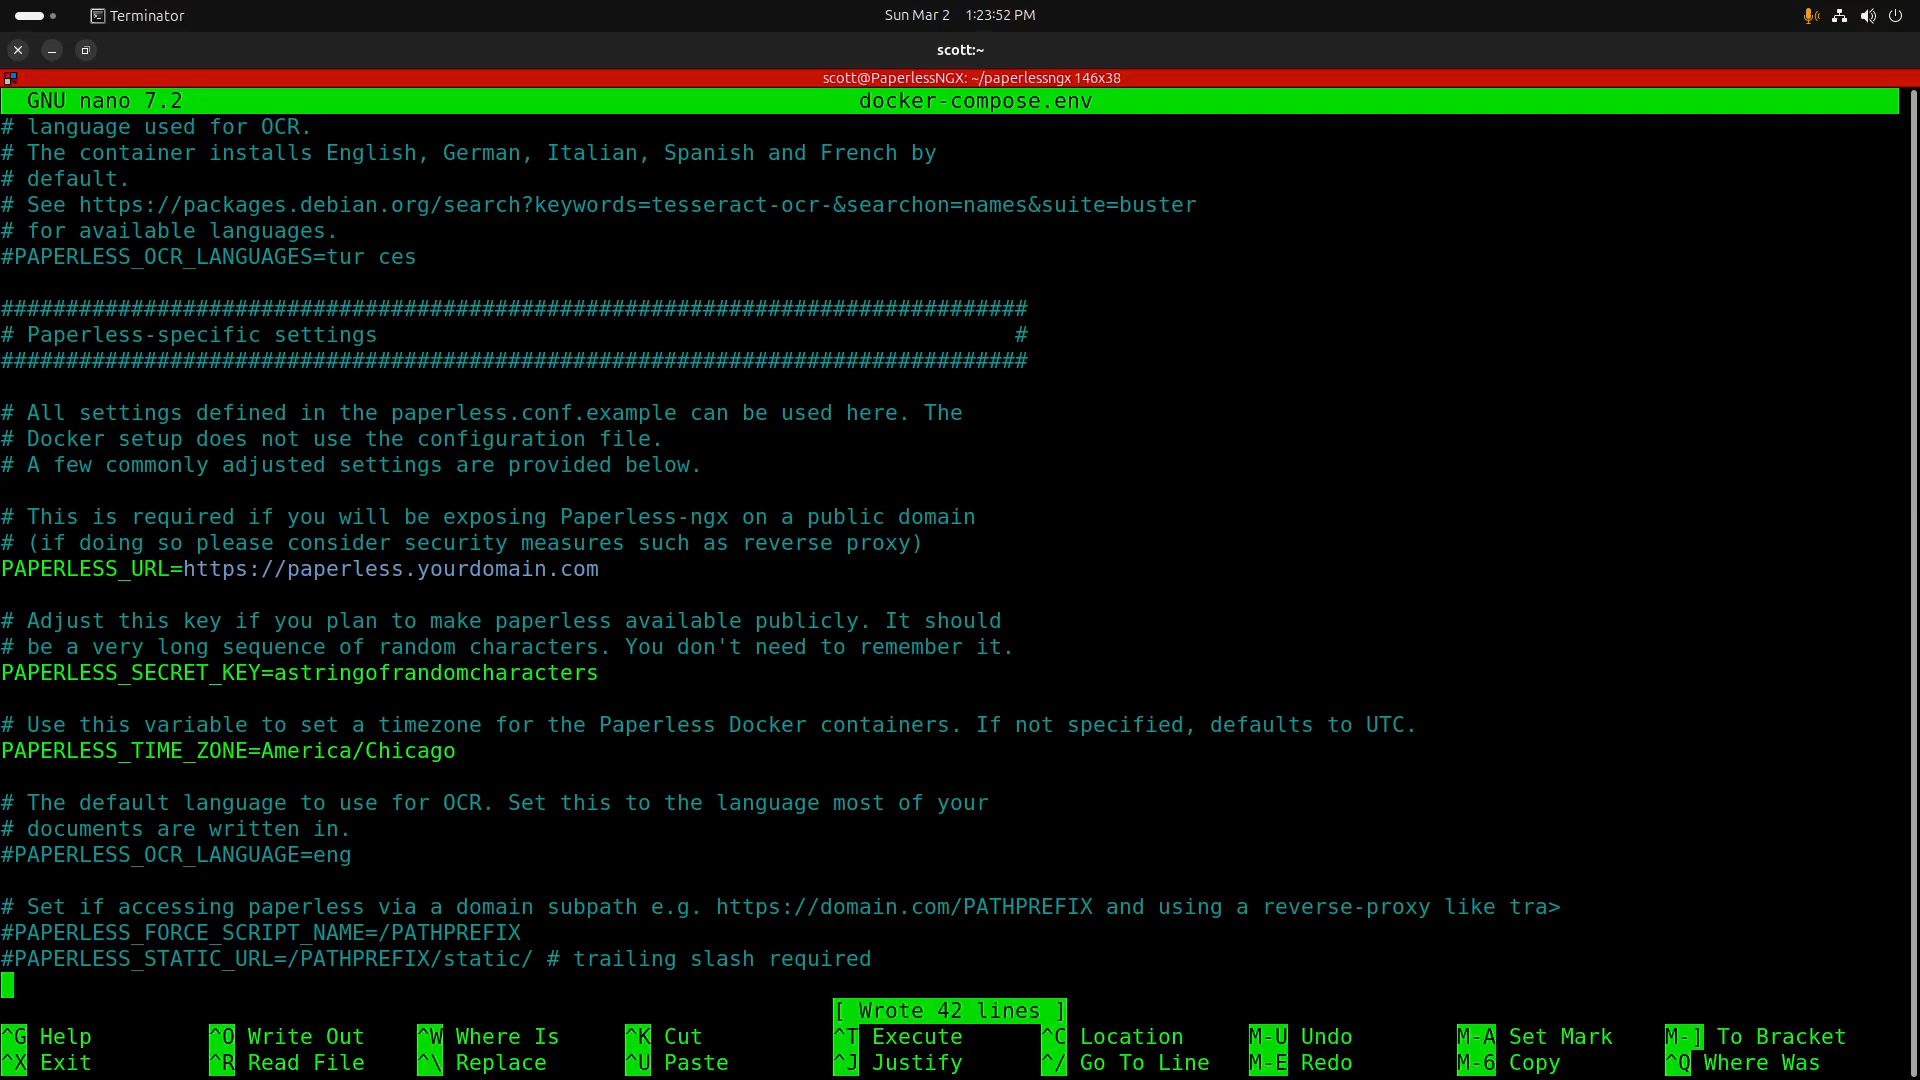 Terminator
Sun Mar 2 1:23:52 PM
scott:~
scott@PaperlessNGX: ~/paperlessngx 146x38
GNU nano 7.2 docker-compose.env
# language used for OCR.
# The container installs English, German, Italian, Spanish and French by
# default.
# See https://packages.debian.org/search?keywords=tesseract-ocr-&searchon=names&suite=buster
# for available languages.
#PAPERLESS_OCR_LANGUAGES=tur ces
###############################################################################
# Paperless-specific settings #
###############################################################################
# All settings defined in the paperless.conf.example can be used here. The
# Docker setup does not use the configuration file.
# A few commonly adjusted settings are provided below.
# This is required if you will be exposing Paperless-ngx on a public domain
# (if doing so please consider security measures such as reverse proxy)
PAPERLESS_URL=https://paperless.yourdomain.com
# Adjust this key if you plan to make paperless available publicly. It should
# be a very long sequence of random characters. You don't need to remember it.
PAPERLESS_SECRET_KEY=astringofrandomcharacters
# Use this variable to set a timezone for the Paperless Docker containers. If not specified, defaults to UTC.
PAPERLESS_TIME_ZONE=America/Chicago
# The default language to use for OCR. Set this to the language most of your
# documents are written in.
#PAPERLESS_OCR_LANGUAGE=eng
# Set if accessing paperless via a domain subpath e.g. https://domain.com/PATHPREFIX and using a reverse-proxy like tra>
#PAPERLESS_FORCE_SCRIPT_NAME=/PATHPREFIX
#PAPERLESS_STATIC_URL=/PATHPREFIX/static/ # trailing slash required
[ Wrote 42 lines ]
^G Help ^O Write Out ^W Where Is ^K Cut ^T Execute ^C Location M-U Undo M-A Set Mark M-] To Bracket
^X Exit ^R Read File ^\ Replace ^U Paste ^J Justify ^/ Go To Line M-E Redo M-6 Copy ^Q Where Was